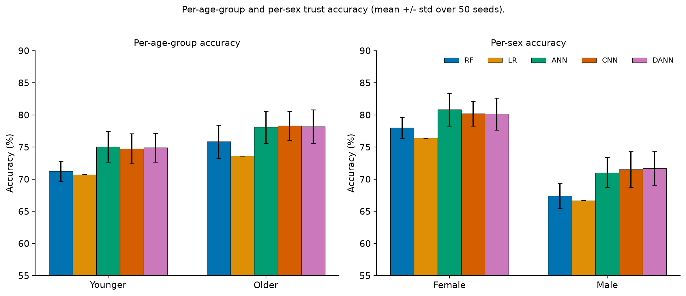 Per-age-group and per-sex trust accuracy (mean +/- std over 50 seeds).
Per-age-group accuracy
Accuracy (%)
90
85
80
75
70
65
60
55
Younger
Older
Per-sex accuracy
RF
LR
ANN
CNN
DANN
Accuracy (%)
90
85
80
75
70
65
60
55
Female
Male